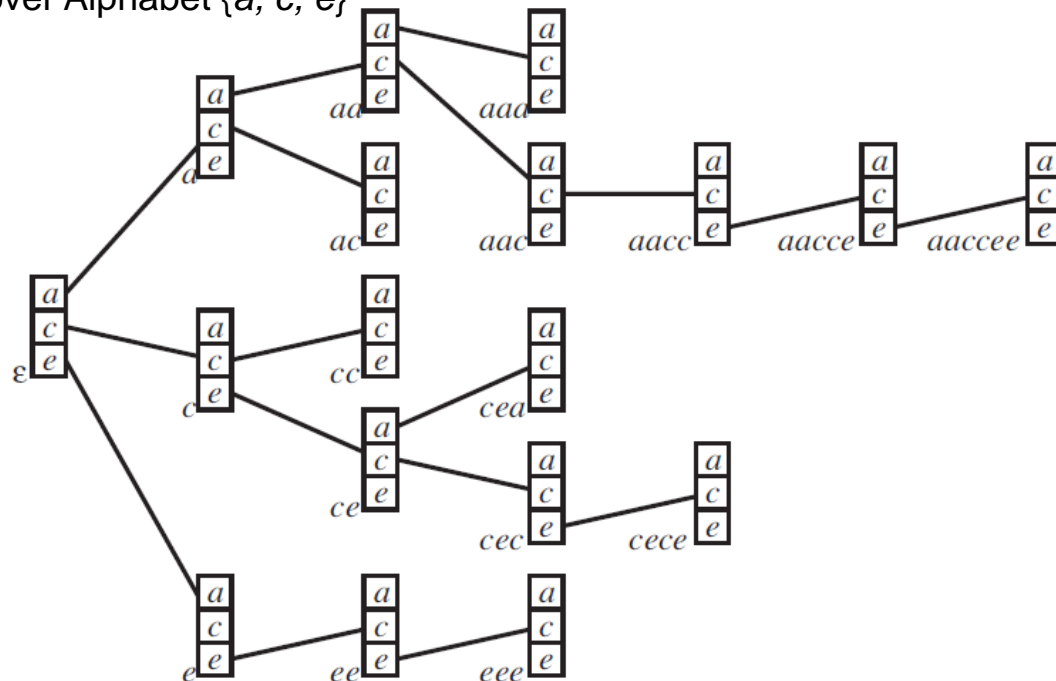 over Alphabet {a, c, e}
a a
c c
a e e
aa aaa
c
e a a a a a
a
c c c c c
e e e e e
ac aac aacc aacce aaccee
a a
c a c a
e c e c
ε cc
e e
c cea
a
c a a
e c c
ce
e e
cec cece
a a a
c c c
e e e
e ee eee